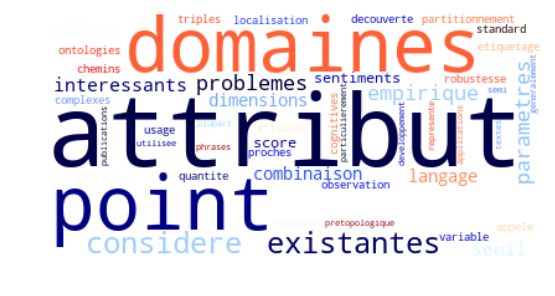 triples localisation decouverte partitionnement
standard
domaines
ontologies
etiquetage
chemins
interessants problemes sentiments
robustesse
semi
complexes
dimensions
empirique
parametres
generalement
attribut
publications
usage
utilisee
plupart
efficace
phrases
score
proches
cognitives
particulierement
developpement
represente
applications
textes
quantite
combinaison
observation
langage
point
pretopologique
appele
considere existantes variable
seuil